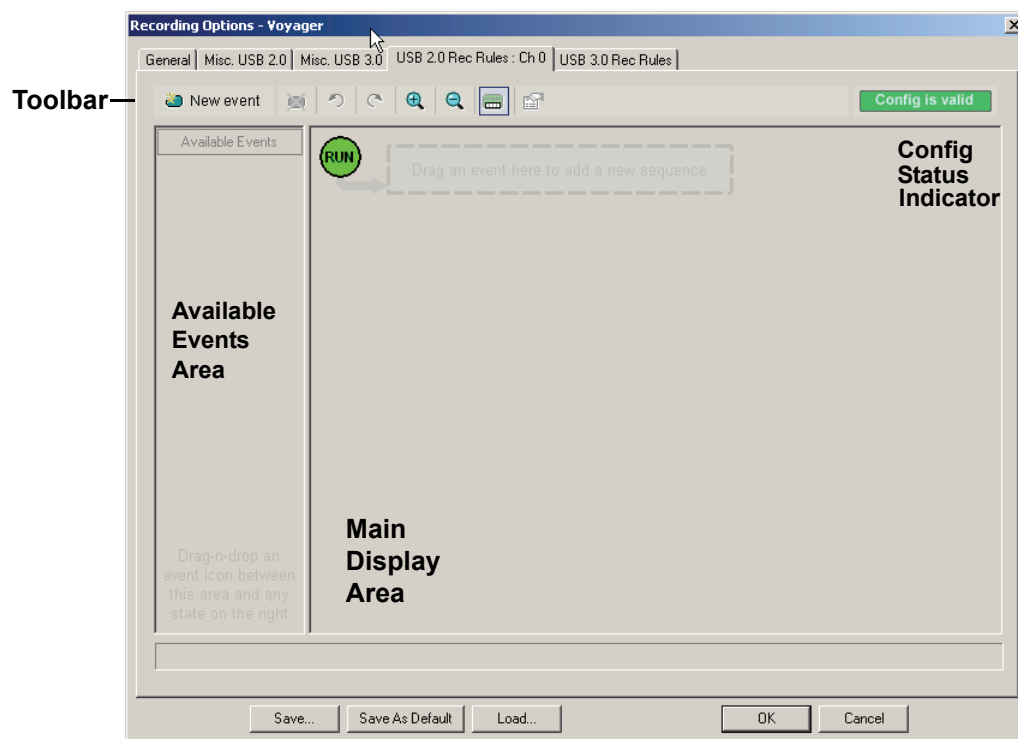 Recording Options - Voyager
General
Misc. USB 2.0
Misc. USB 3.0
USB 2.0 Rec Rules : Ch 0
USB 3.0 Rec Rules
Toolbar
New event
Config is valid
Available Events
RUN
Drag an event here to add a new sequence
Config
Status
Indicator
Available
Events
Area
Main
Display
Area
Drag-n-drop an
event icon between
this area and any
state on the right
Save...
Save As Default
Load...
OK
Cancel